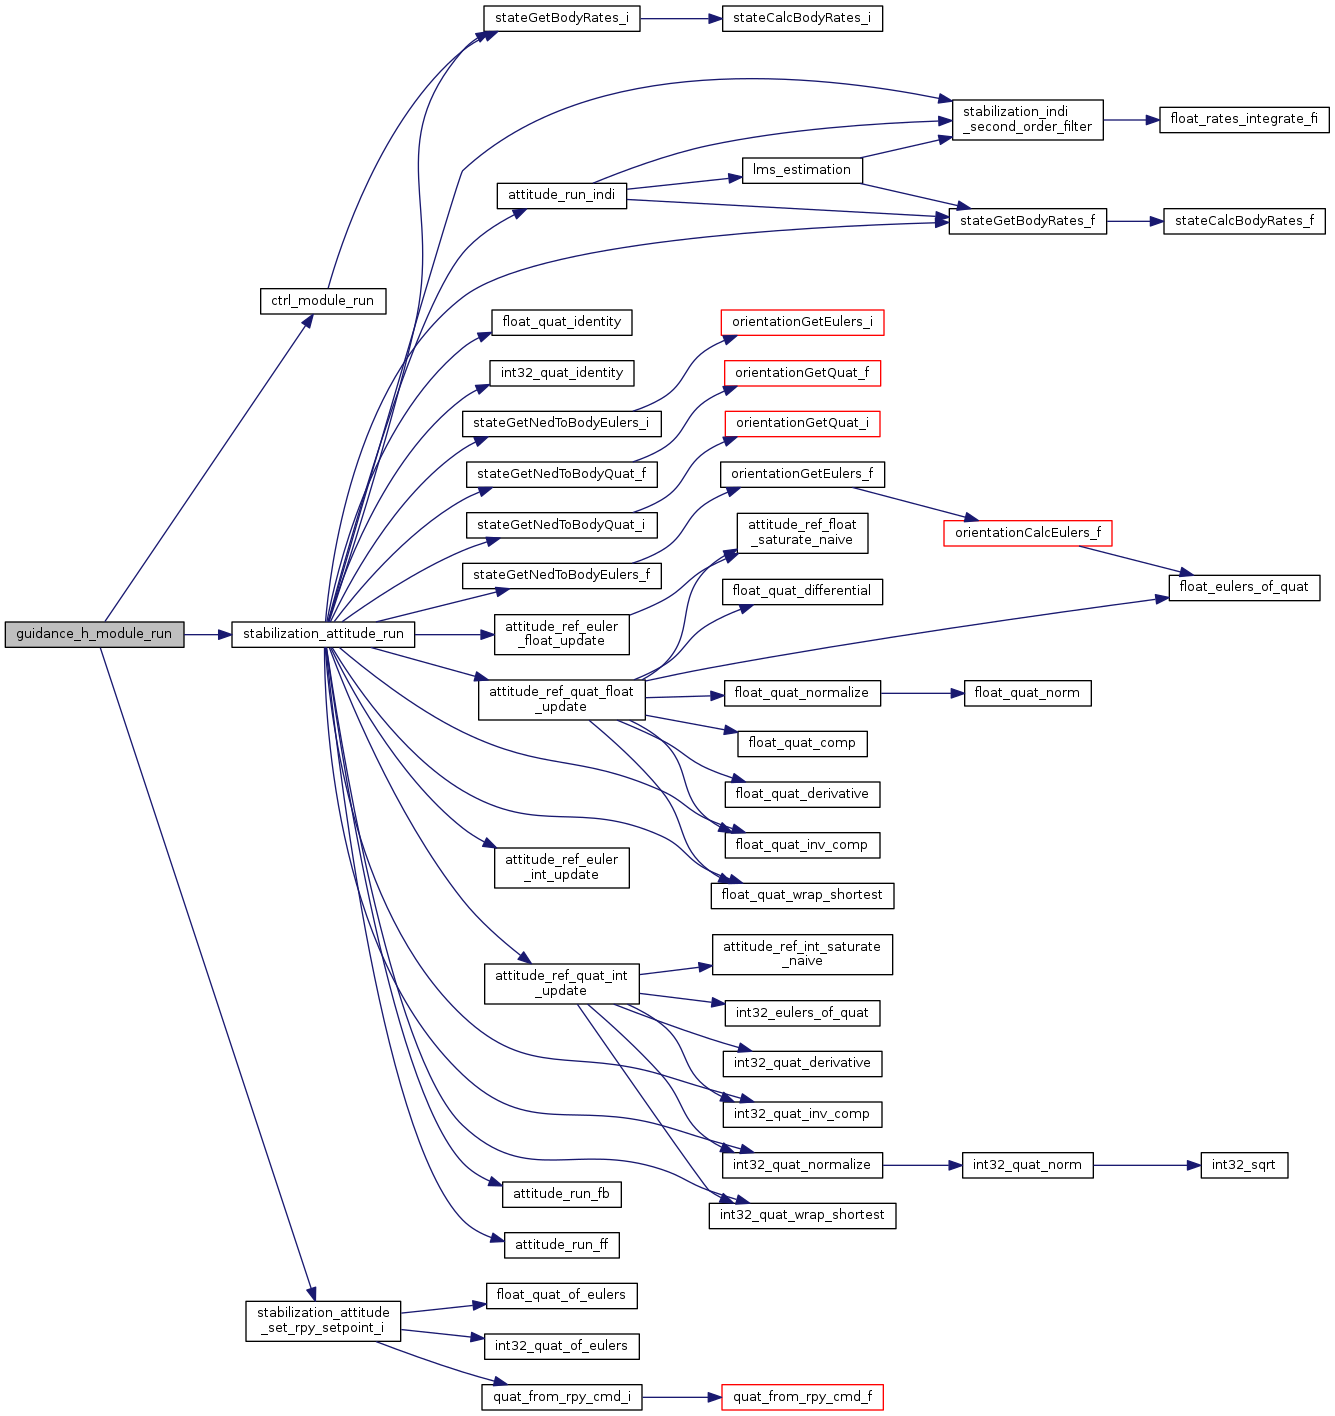 stateGetBodyRates_i
stateCalcBodyRates_i
stabilization_indi
_second_order_filter
float_rates_integrate_fi
lms_estimation
attitude_run_indi
stateGetBodyRates_f
stateCalcBodyRates_f
ctrl_module_run
float_quat_identity
orientationGetEulers_i
int32_quat_identity
orientationGetQuat_f
stateGetNedToBodyEulers_i
orientationGetQuat_i
stateGetNedToBodyQuat_f
orientationGetEulers_f
stateGetNedToBodyQuat_i
attitude_ref_float
_saturate_naive
orientationCalcEulers_f
stateGetNedToBodyEulers_f
float_quat_differential
float_eulers_of_quat
guidance_h_module_run
stabilization_attitude_run
attitude_ref_euler
_float_update
attitude_ref_quat_float
_update
float_quat_normalize
float_quat_norm
float_quat_comp
float_quat_derivative
float_quat_inv_comp
attitude_ref_euler
_int_update
float_quat_wrap_shortest
attitude_ref_int_saturate
_naive
attitude_ref_quat_int
_update
int32_eulers_of_quat
int32_quat_derivative
int32_quat_inv_comp
int32_quat_normalize
int32_quat_norm
int32_sqrt
attitude_run_fb
int32_quat_wrap_shortest
attitude_run_ff
float_quat_of_eulers
stabilization_attitude
_set_rpy_setpoint_i
int32_quat_of_eulers
quat_from_rpy_cmd_i
quat_from_rpy_cmd_f